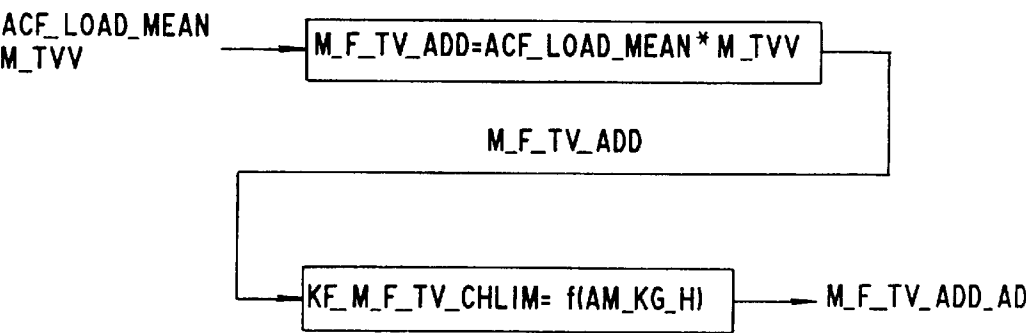 ACF_LOAD_MEAN
M_TVV
M_F_TV_ADD=ACF_LOAD_MEAN* M_TVV
M_F_TV_ADD
KF_M_F_TV_CHLIM= f(AM_KG_H)
M_F_TV_ADD_AD